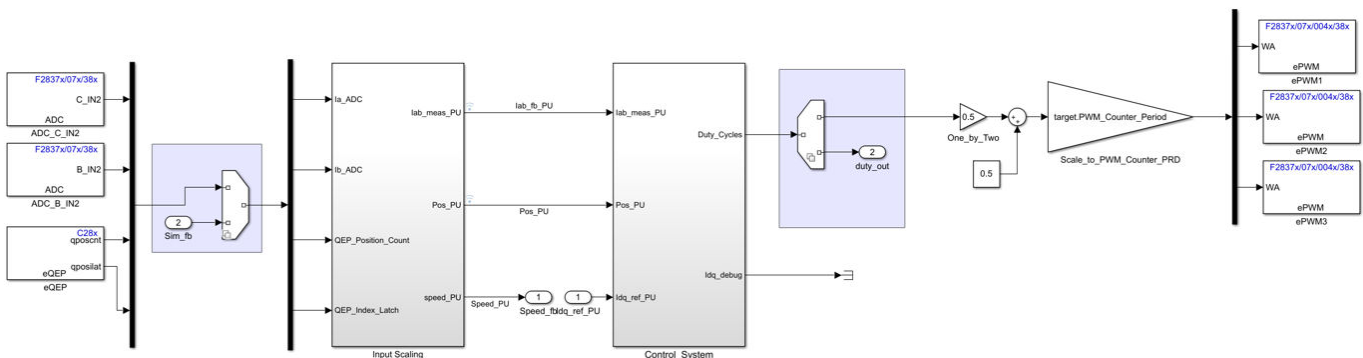 F2837x/07x/38x
C_IN2
ADC
ADC_C_IN2
F2837x/07x/38x
B_IN2
ADC
ADC_B_IN2
C28x
qposcnt
qposilat
eQEP
eQEP
2
Sim_fb
Ia_ADC
Ib_ADC
QEP_Position_Count
QEP_Index_Latch
Iab_meas_PU
Pos_PU
speed_PU
Input Scaling
Iab_fb_PU
Pos_PU
Speed_PU
1
Speed_fb
1
Idq_ref_PU
Iab_meas_PU
Pos_PU
Idq_ref_PU
Duty_Cycles
Idq_debug
Control_System
2
duty_out
0.5
One_by_Two
0.5
target.PWM_Counter_Period
Scale_to_PWM_Counter_PRD
F2837x/07x/004x/38x
WA
ePWM
ePWM1
F2837x/07x/004x/38x
WA
ePWM
ePWM2
F2837x/07x/004x/38x
WA
ePWM
ePWM3